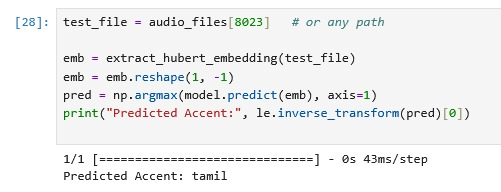 [28]: test_file = audio_files[8023]   # or any path
emb = extract_hubert_embedding(test_file)
emb = emb.reshape(1, -1)
pred = np.argmax(model.predict(emb), axis=1)
print("Predicted Accent:", le.inverse_transform(pred)[0])
1/1 [==============================] - 0s 43ms/step
Predicted Accent: tamil